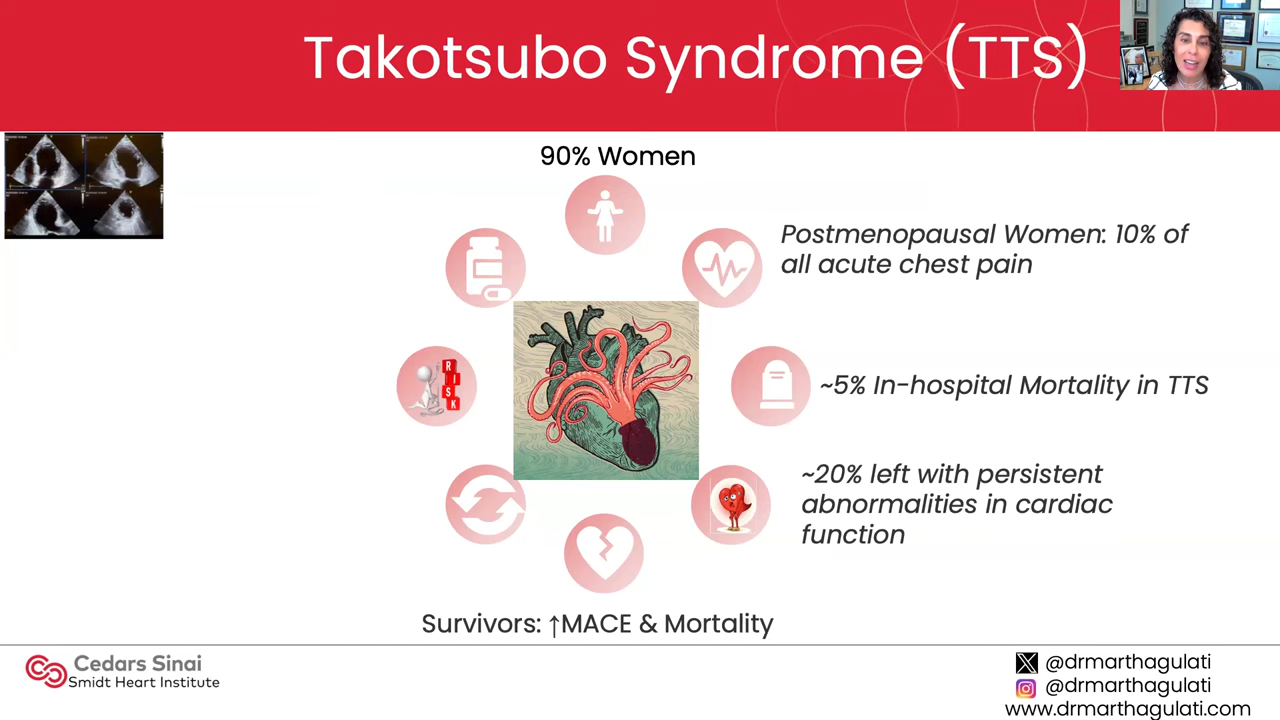 Takotsubo Syndrome (TTS)
90% Women
Postmenopausal Women: 10% of
all acute chest pain
RISK
~5% In-hospital Mortality in TTS
~20% left with persistent
abnormalities in cardiac
function
Survivors: ↑MACE & Mortality
Cedars Sinai
Smidt Heart Institute
@drmarthagulati
@drmarthagulati
www.drmarthagulati.com